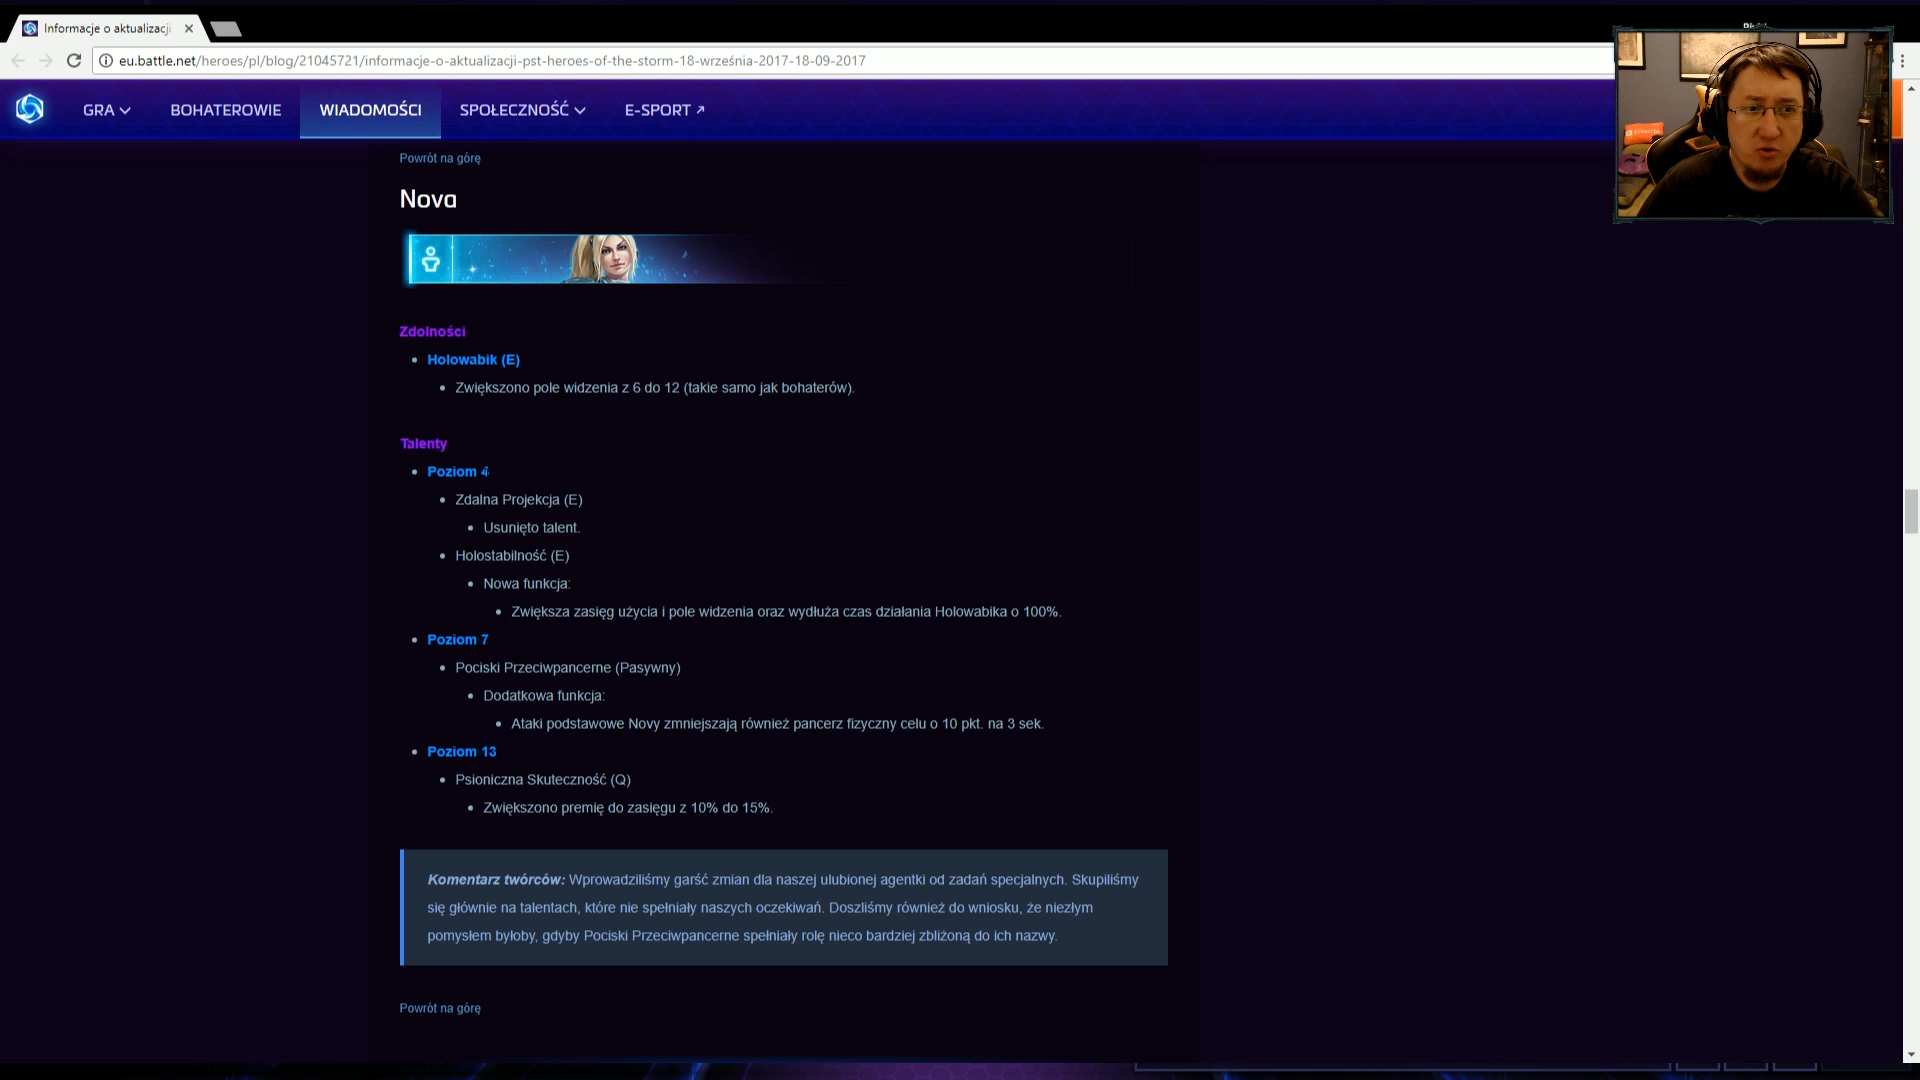 Informacje o aktualizacji
eu.battle.net/heroes/pl/blog/21045721/informacje-o-aktualizacji-pst-heroes-of-the-storm-18-września-2017-18-09-2017
GRA BOHATEROWIE WIADOMOŚCI SPOŁECZNOŚĆ E-SPORT
Powrót na górę
Nova
Zdolności
Holowabik (E)
Zwiększono pole widzenia z 6 do 12 (takie samo jak bohaterów).
Talenty
Poziom 4
Zdalna Projekcja (E)
Usunięto talent.
Holostabilność (E)
Nowa funkcja:
Zwiększa zasięg użycia i pole widzenia oraz wydłuża czas działania Holowabika o 100%.
Poziom 7
Pociski Przeciwpancerne (Pasywny)
Dodatkowa funkcja:
Ataki podstawowe Novy zmniejszają również pancerz fizyczny celu o 10 pkt. na 3 sek.
Poziom 13
Psioniczna Skuteczność (Q)
Zwiększono premię do zasięgu z 10% do 15%.
Komentarz twórców: Wprowadziliśmy garść zmian dla naszej ulubionej agentki od zadań specjalnych. Skupiliśmy
się głównie na talentach, które nie spełniały naszych oczekiwań. Doszliśmy również do wniosku, że niezłym
pomysłem byłoby, gdyby Pociski Przeciwpancerne spełniały rolę nieco bardziej zbliżoną do ich nazwy.
Powrót na górę